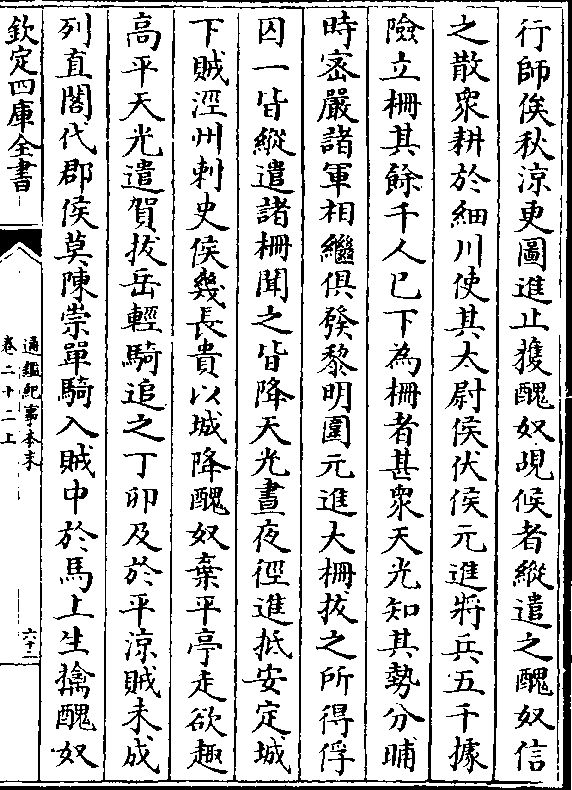 行師俟秋涼更圖進止獲醜奴覘候者縱遣之醜奴信
之散衆耕於細川使其太尉侯伏侯元進將兵五千據
險立柵其餘千人已下為柵者甚衆天光知其勢分晡
時宻嚴諸軍相繼俱發黎明圍元進大柵拔之所得俘
囚一皆縱遣諸柵聞之皆降天光晝夜徑進抵安定城
下賊涇州刺史侯幾長貴以城降醜奴棄平亭走欲趣
高平天光遣賀拔岳輕騎追之丁卯及於平涼賊未成
列直閤代郡侯莫陳崇單騎入賊中於馬上生擒醜奴
欽定四庫全書
通鑑紀事本末
卷二十二上
六十二